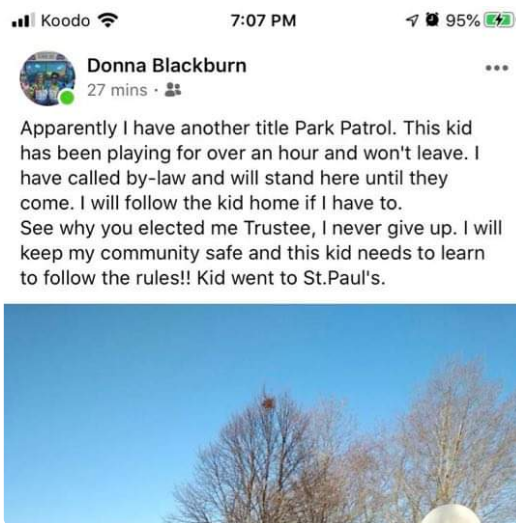 Koodo 7:07 PM 95%
Donna Blackburn
27 mins ·
Apparently I have another title Park Patrol. This kid
has been playing for over an hour and won't leave. I
have called by-law and will stand here until they
come. I will follow the kid home if I have to.
See why you elected me Trustee, I never give up. I will
keep my community safe and this kid needs to learn
to follow the rules!! Kid went to St.Paul's.